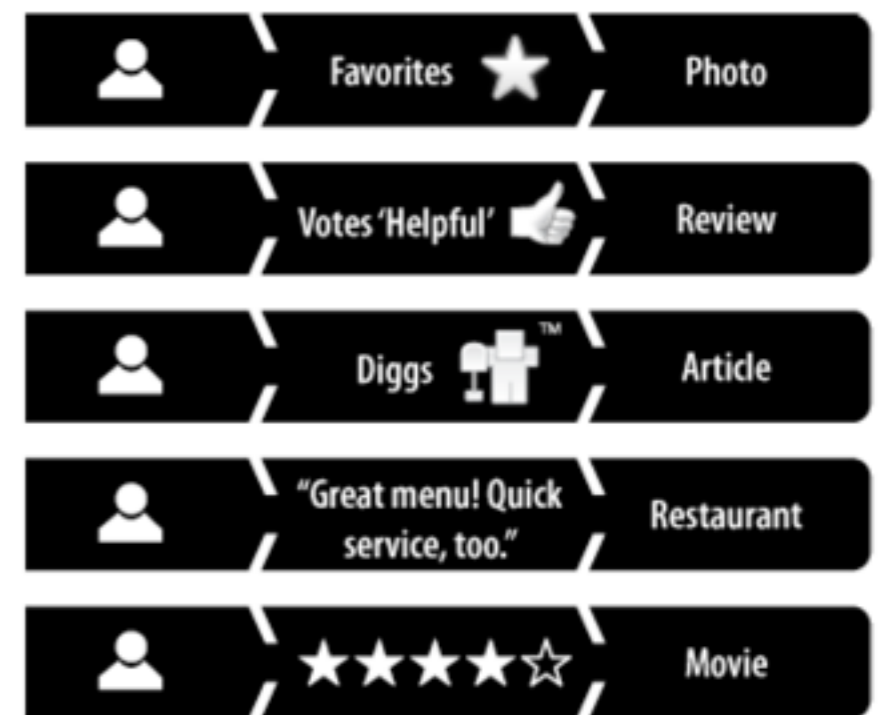 Favorites Photo
Votes ‘Helpful’ Review
Diggs ™ Article
“Great menu! Quick
service, too.” Restaurant
Movie